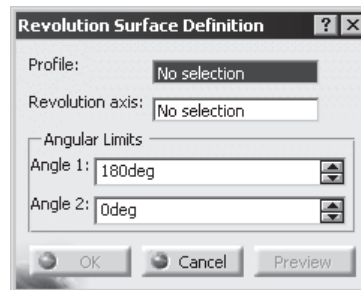 Revolution Surface Definition ? X
Profile: No selection
Revolution axis: No selection
Angular Limits
Angle 1: 180deg
Angle 2: 0deg
OK Cancel Preview